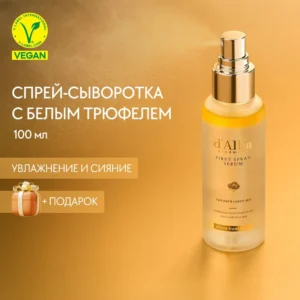 VEGAN
СПРЕЙ-СЫВОРОТКА
С БЕЛЫМ ТРЮФЕЛЕМ
100 мл
УВЛАЖНЕНИЕ И СИЯНИЕ
+ ПОДАРОК
d'Alba
FIRST SPRAY
SERUM